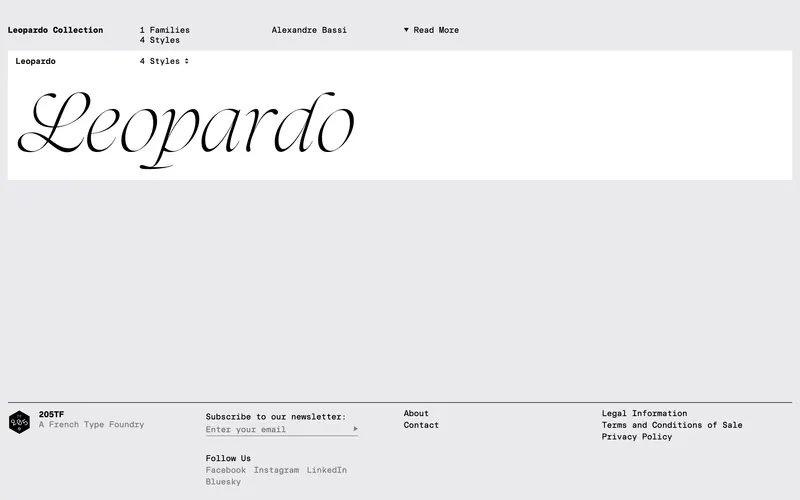 Leopardo Collection
1 Families
4 Styles
Alexandre Bassi
▼ Read More
Leopardo
4 Styles
Leopardo
205TF
A French Type Foundry
Subscribe to our newsletter:
Enter your email
Follow Us
Facebook Instagram LinkedIn
Bluesky
About
Contact
Legal Information
Terms and Conditions of Sale
Privacy Policy